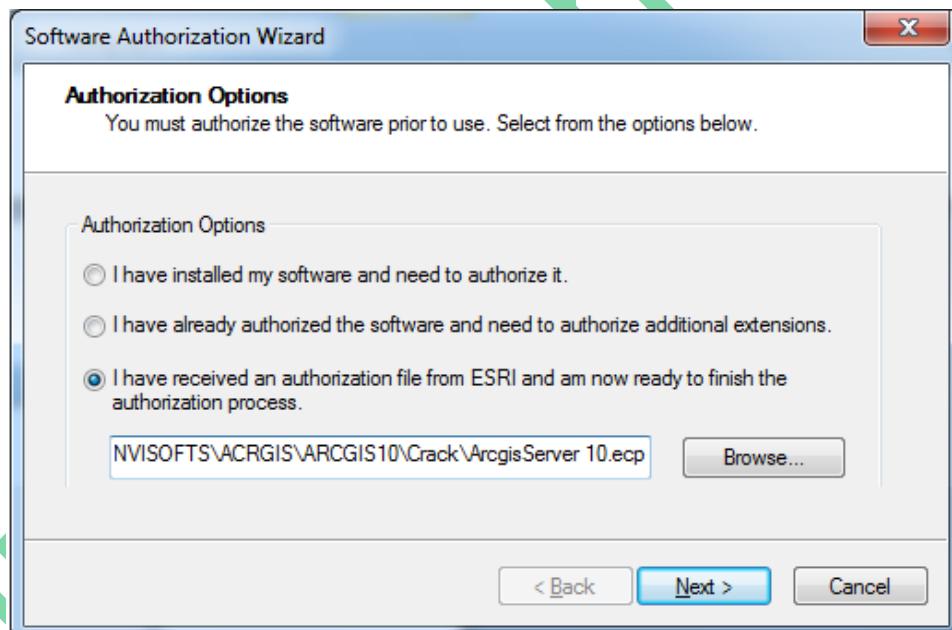 Software Authorization Wizard
Authorization Options
You must authorize the software prior to use. Select from the options below.
Authorization Options
I have installed my software and need to authorize it.
I have already authorized the software and need to authorize additional extensions.
I have received an authorization file from ESRI and am now ready to finish the
authorization process.
NVISOFTS\ACRGIS\ARCGIS10\Crack\ArcgisServer 10.ecp
Browse...
< Back
Next >
Cancel